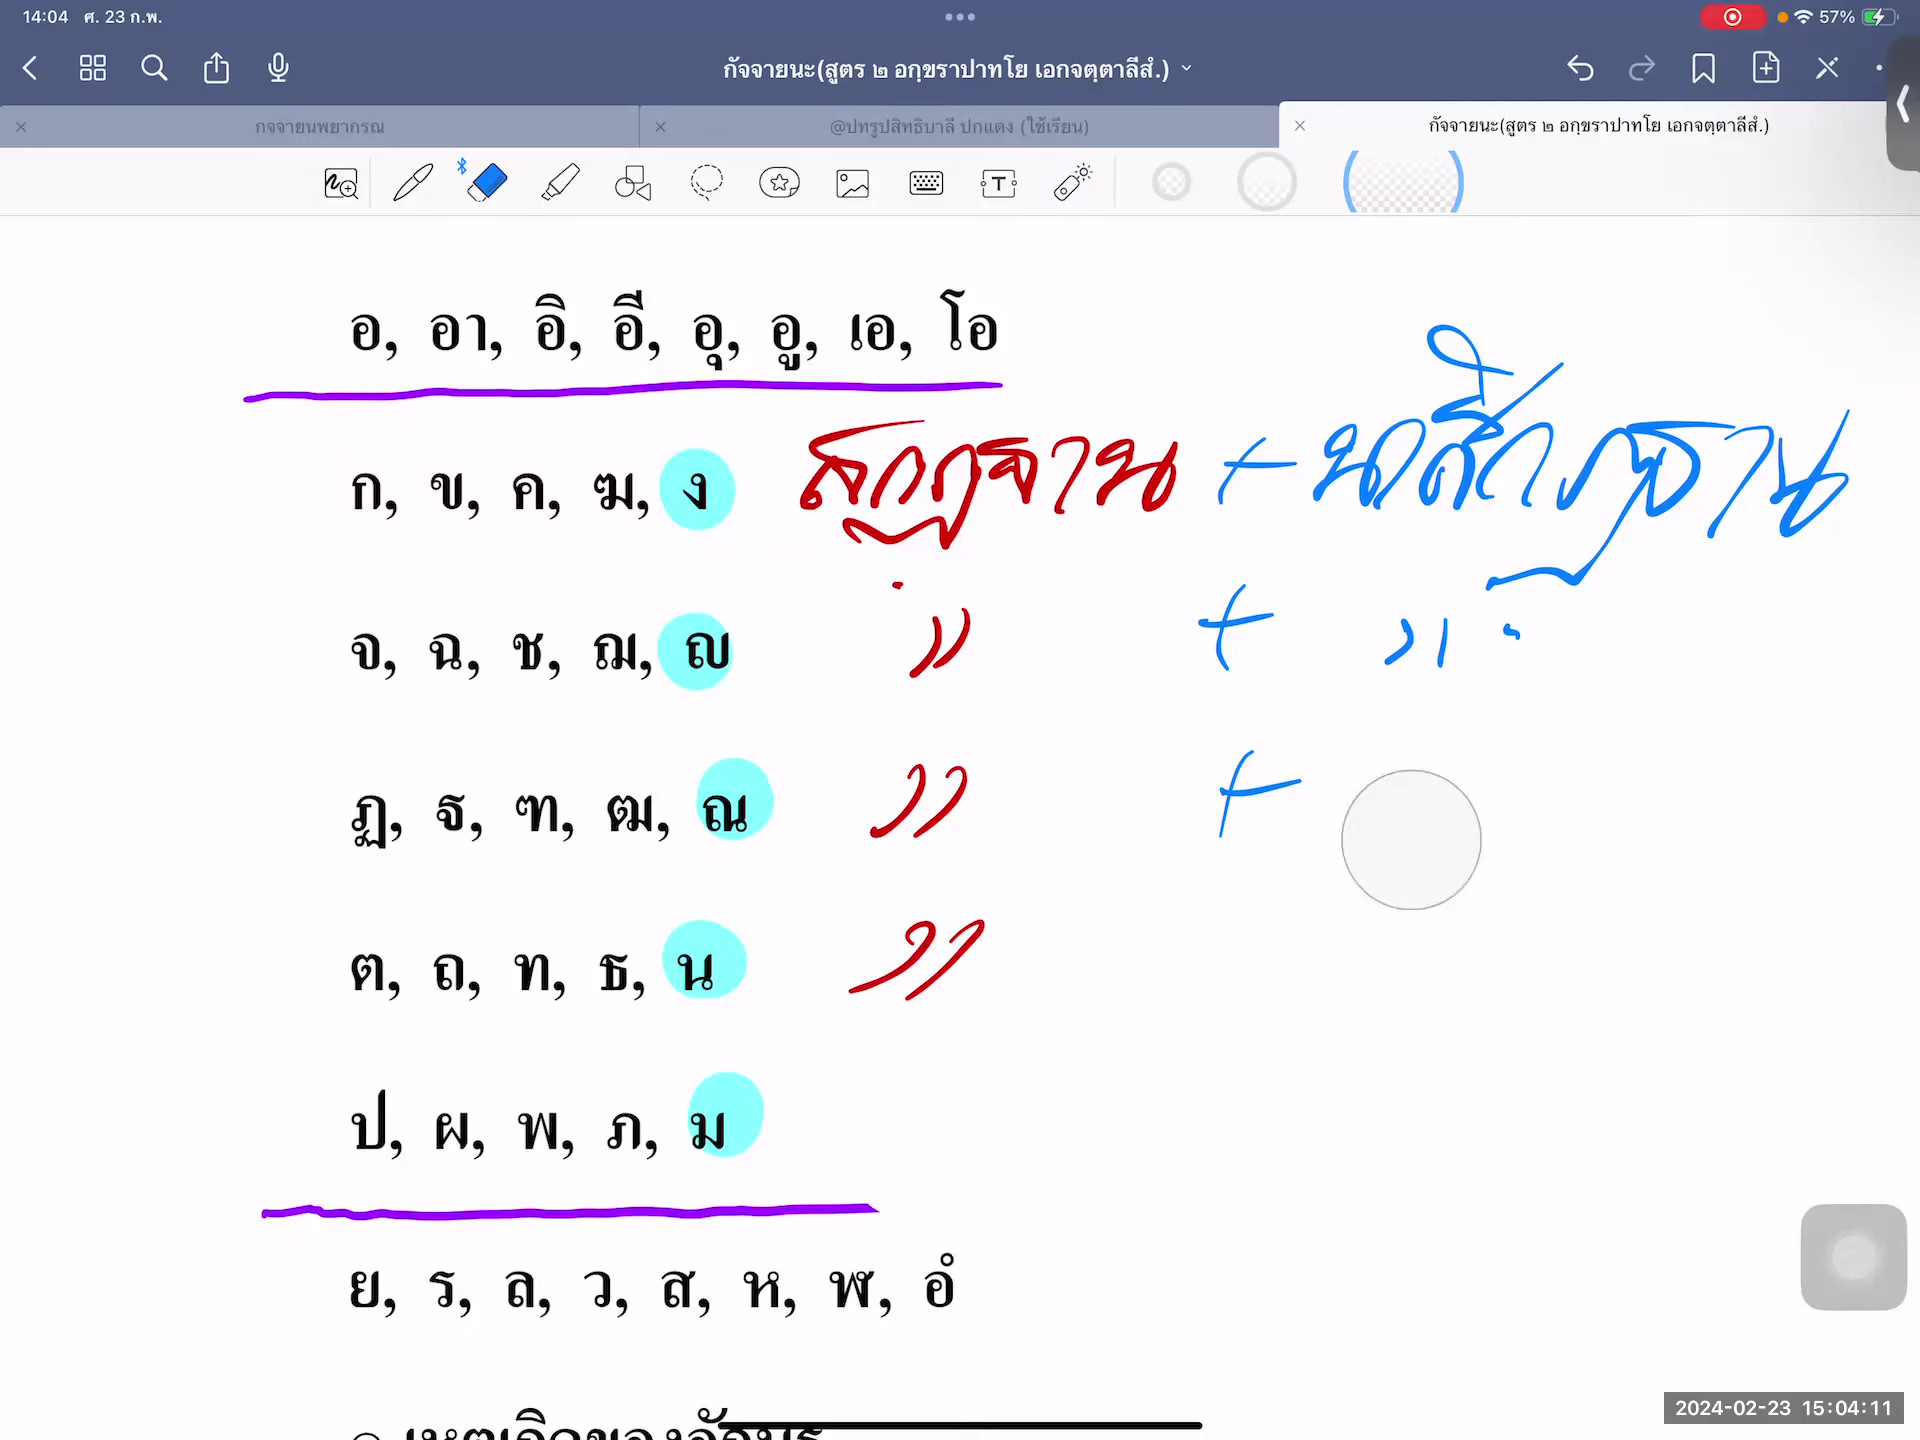 14:04 ศ. 23 ก.พ.
57%
กัจจายนะ(สูตร ๒ อกฺขราปาทโย เอกจตฺตาลีสํ.)
กจจายนพยากรณ
@ปทรูปสิทธิบาลี ปกแดง (ใช้เรียน)
กัจจายนะ(สูตร ๒ อกฺขราปาทโย เอกจตฺตาลีสํ.)
อ, อา, อิ, อี, อุ, อู, เอ, โอ
ก, ข, ค, ฆ, ง สกฏฐาน + นาสิกฏฐาน
จ, ฉ, ช, ฌ, ญ " +
ฏ, ฐ, ฑ, ฒ, ณ " +
ต, ถ, ท, ธ, น "
ป, ผ, พ, ภ, ม
ย, ร, ล, ว, ส, ห, ฬ, อํ
2024-02-23 15:04:11